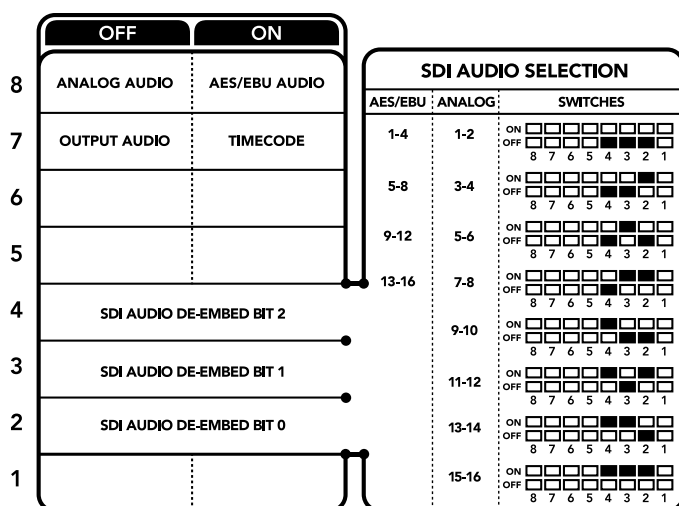 OFF ON
8 ANALOG AUDIO AES/EBU AUDIO
7 OUTPUT AUDIO TIMECODE
6
5
4 SDI AUDIO DE-EMBED BIT 2
3 SDI AUDIO DE-EMBED BIT 1
2 SDI AUDIO DE-EMBED BIT 0
1
SDI AUDIO SELECTION
AES/EBU ANALOG SWITCHES
1-4 1-2 ON
OFF
8 7 6 5 4 3 2 1
5-8 3-4 ON
OFF
8 7 6 5 4 3 2 1
9-12 5-6 ON
OFF
8 7 6 5 4 3 2 1
13-16 7-8 ON
OFF
8 7 6 5 4 3 2 1
9-10 ON
OFF
8 7 6 5 4 3 2 1
11-12 ON
OFF
8 7 6 5 4 3 2 1
13-14 ON
OFF
8 7 6 5 4 3 2 1
15-16 ON
OFF
8 7 6 5 4 3 2 1